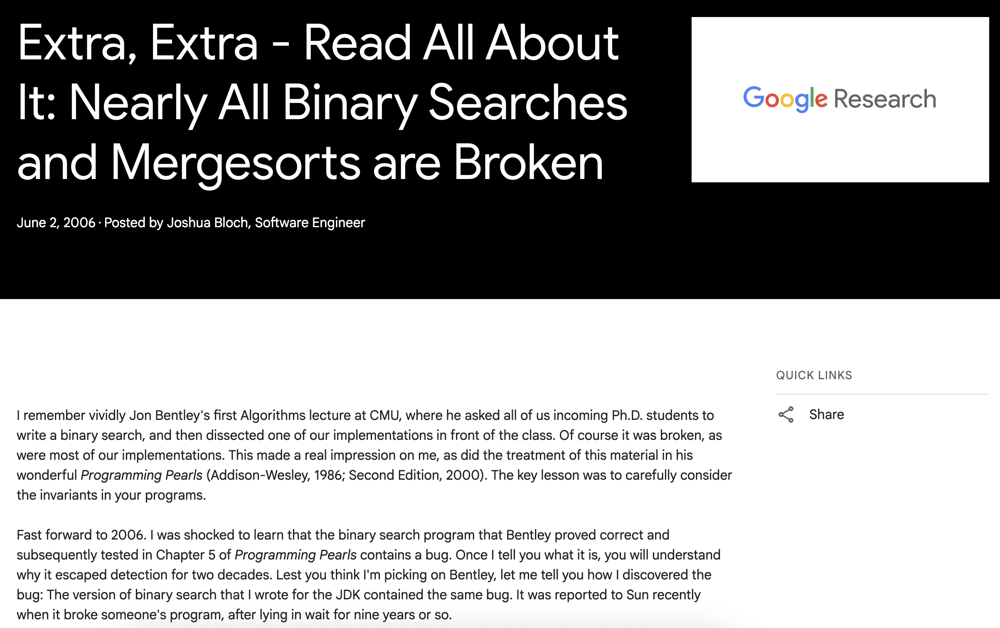 Extra, Extra - Read All About
It: Nearly All Binary Searches
and Mergesorts are Broken
Google Research
June 2, 2006 · Posted by Joshua Bloch, Software Engineer
QUICK LINKS
Share
I remember vividly Jon Bentley's first Algorithms lecture at CMU, where he asked all of us incoming Ph.D. students to
write a binary search, and then dissected one of our implementations in front of the class. Of course it was broken, as
were most of our implementations. This made a real impression on me, as did the treatment of this material in his
wonderful Programming Pearls (Addison-Wesley, 1986; Second Edition, 2000). The key lesson was to carefully consider
the invariants in your programs.
Fast forward to 2006. I was shocked to learn that the binary search program that Bentley proved correct and
subsequently tested in Chapter 5 of Programming Pearls contains a bug. Once I tell you what it is, you will understand
why it escaped detection for two decades. Lest you think I'm picking on Bentley, let me tell you how I discovered the
bug: The version of binary search that I wrote for the JDK contained the same bug. It was reported to Sun recently
when it broke someone's program, after lying in wait for nine years or so.